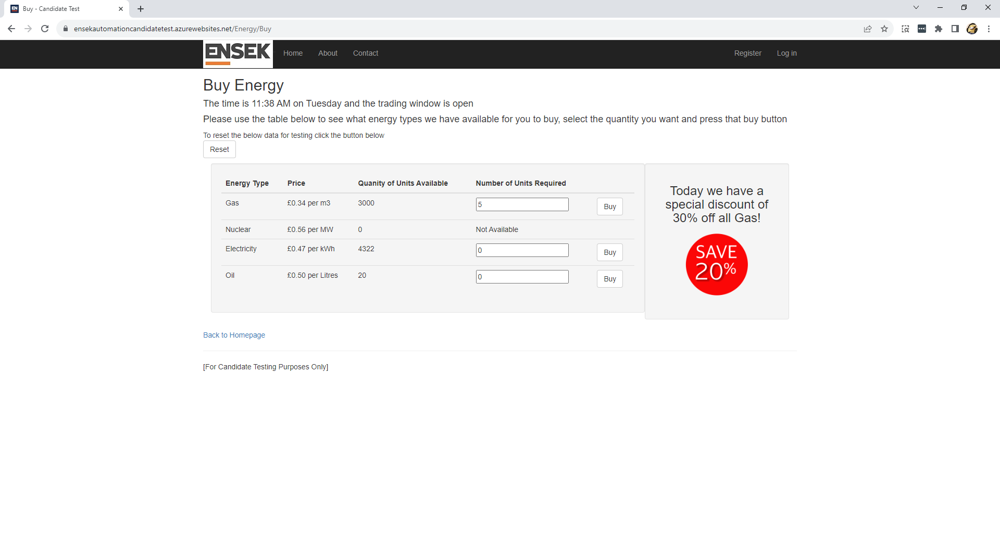 Buy - Candidate Test
ensekautomationcandidatetest.azurewebsites.net/Energy/Buy
ENSEK Home About Contact Register Log in
Buy Energy
The time is 11:38 AM on Tuesday and the trading window is open
Please use the table below to see what energy types we have available for you to buy, select the quantity you want and press that buy button
To reset the below data for testing click the button below
Reset
Energy Type Price Quanity of Units Available Number of Units Required
Gas £0.34 per m3 3000 5 Buy
Nuclear £0.56 per MW 0 Not Available
Electricity £0.47 per kWh 4322 0 Buy
Oil £0.50 per Litres 20 0 Buy
Today we have a
special discount of
30% off all Gas!
SAVE
20%
Back to Homepage
[For Candidate Testing Purposes Only]